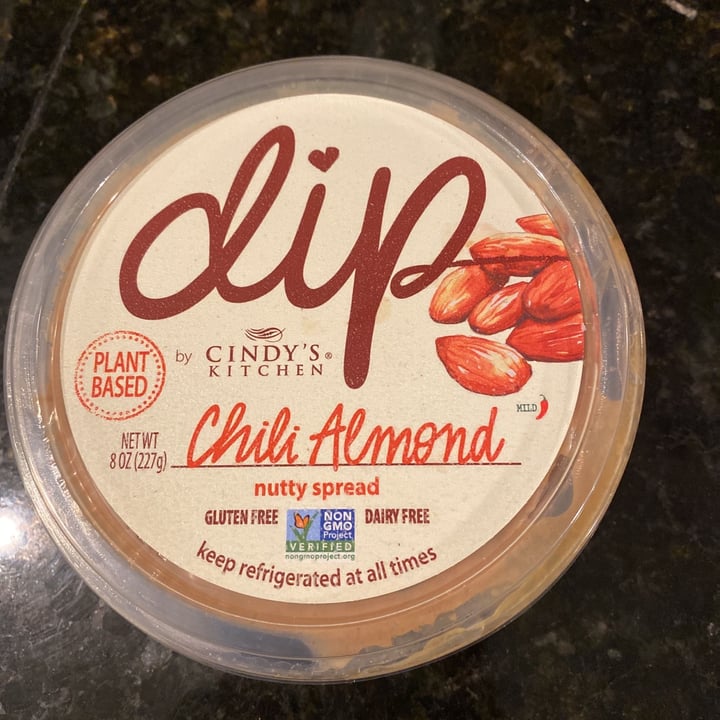 dip
PLANT
BASED
by CINDY'S®
KITCHEN
MILD
NET WT
8 OZ (227g)
Chili Almond
nutty spread
GLUTEN FREE
NON
GMO
Project
VERIFIED
nongmoproject.org
DAIRY FREE
keep refrigerated at all times